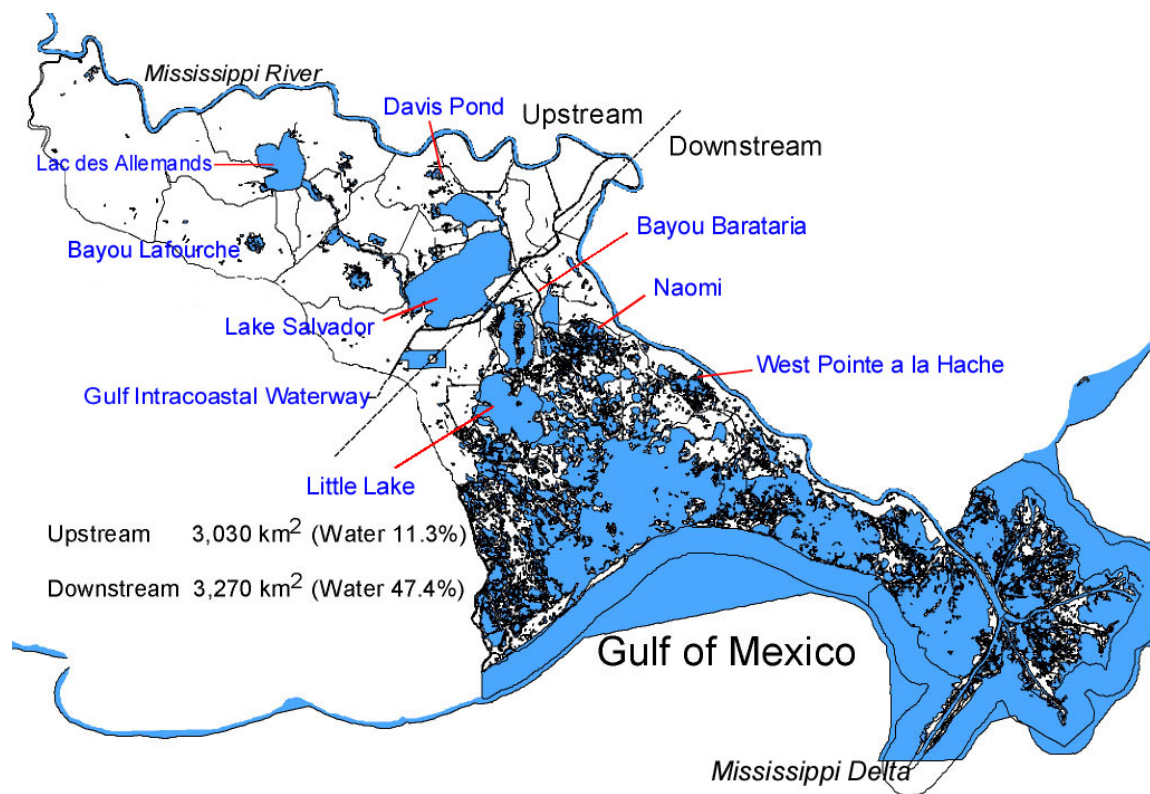 Mississippi River
Davis Pond
Upstream
Downstream
Lac des Allemands
Bayou Lafourche
Bayou Barataria
Naomi
Lake Salvador
West Pointe a la Hache
Gulf Intracoastal Waterway
Little Lake
Upstream 3,030 km² (Water 11.3%)
Downstream 3,270 km² (Water 47.4%)
Gulf of Mexico
Mississippi Delta